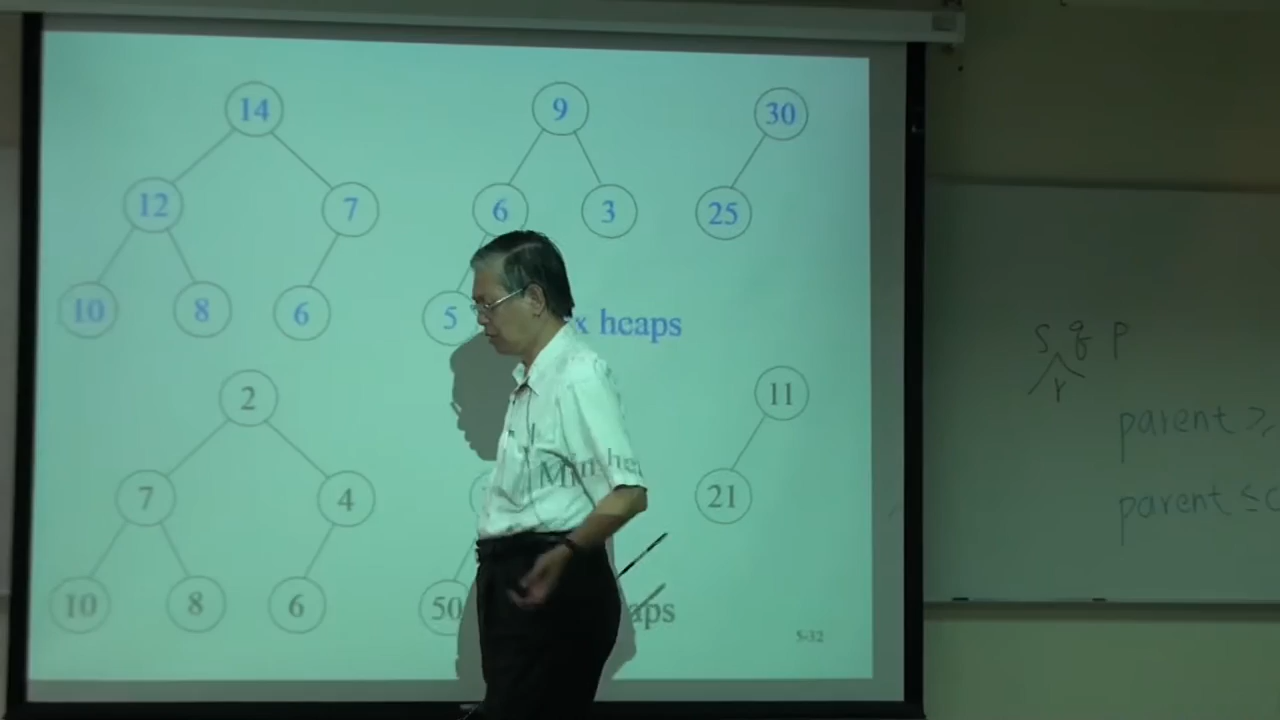 14 9 30
12 7 6 3 25
10 8 6 5 x heaps
2 11
7 4 21
10 8 6 50 aps
5-32
s q p
r
parent ≥
parent ≤